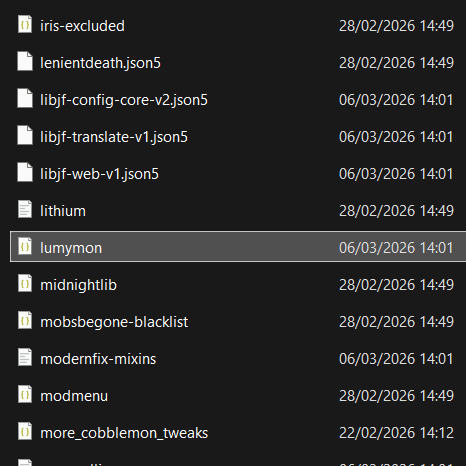 iris-excluded 28/02/2026 14:49
lenientdeath.json5 28/02/2026 14:49
libjf-config-core-v2.json5 06/03/2026 14:01
libjf-translate-v1.json5 06/03/2026 14:01
libjf-web-v1.json5 06/03/2026 14:01
lithium 28/02/2026 14:49
lumymon 06/03/2026 14:01
midnightlib 28/02/2026 14:49
mobsbegone-blacklist 28/02/2026 14:49
modernfix-mixins 06/03/2026 14:01
modmenu 28/02/2026 14:49
more_cobblemon_tweaks 22/02/2026 14:12